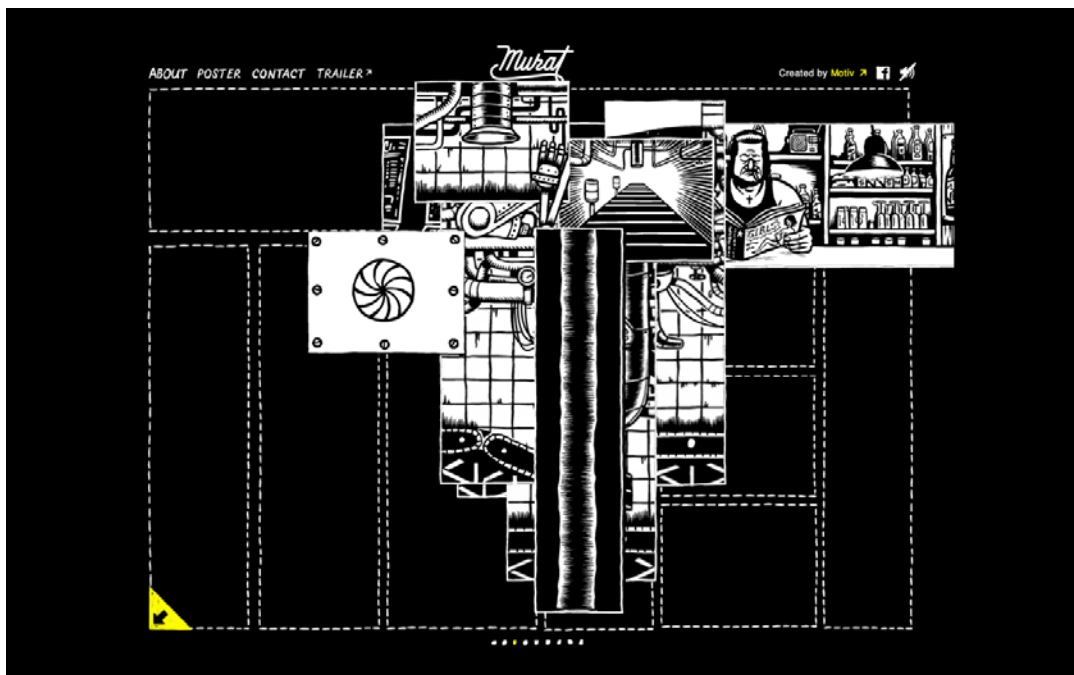 Murat
ABOUT POSTER CONTACT TRAILER↗
Created by Motiv ↗
GIRLS